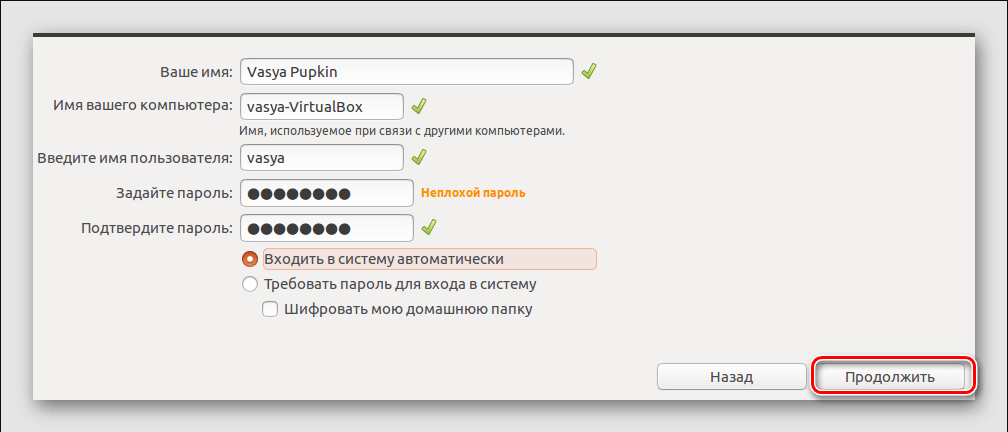 Ваше имя: Vasya Pupkin
Имя вашего компьютера: vasya-VirtualBox
Имя, используемое при связи с другими компьютерами.
Введите имя пользователя: vasya
Задайте пароль: ●●●●●●●● Неплохой пароль
Подтвердите пароль: ●●●●●●●●
Входить в систему автоматически
Требовать пароль для входа в систему
Шифровать мою домашнюю папку
Назад Продолжить